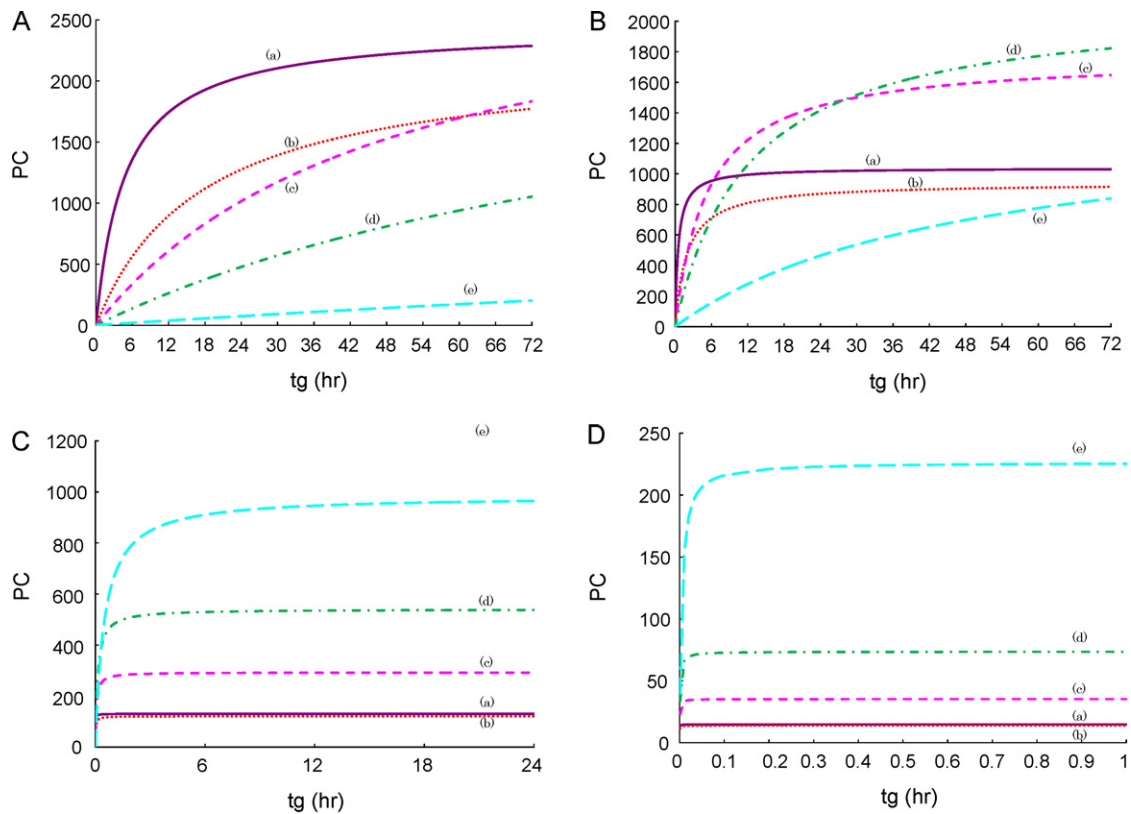 A
2500
2000
1500
1000
500
0
PC
(a)
(b)
(c)
(d)
(e)
0 6 12 18 24 30 36 42 48 54 60 66 72
tg (hr)
B
2000
1800
1600
1400
1200
1000
800
600
400
200
0
PC
(d)
(c)
(a)
(b)
(e)
0 6 12 18 24 30 36 42 48 54 60 66 72
tg (hr)
C
1200
1000
800
600
400
200
0
PC
(e)
(d)
(c)
(a)
(b)
0 6 12 18 24
tg (hr)
D
250
200
150
100
50
0
PC
(e)
(d)
(c)
(a)
(b)
0 0.1 0.2 0.3 0.4 0.5 0.6 0.7 0.8 0.9 1
tg (hr)